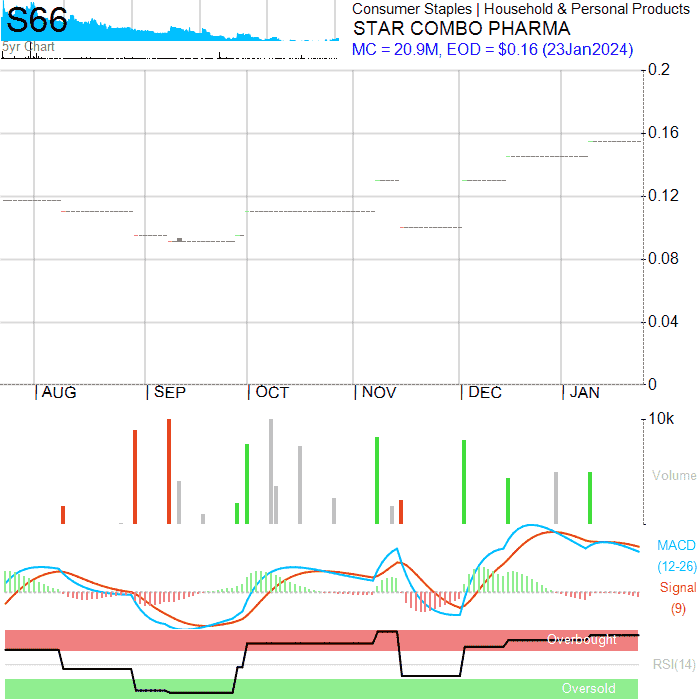 S66
5yr Chart
Consumer Staples | Household & Personal Products
STAR COMBO PHARMA
MC = 20.9M, EOD = $0.16 (23Jan2024)
0.2
0.16
0.12
0.08
0.04
0
AUG SEP OCT NOV DEC JAN
10k
Volume
MACD
(12-26)
Signal
(9)
Overbought
RSI(14)
Oversold